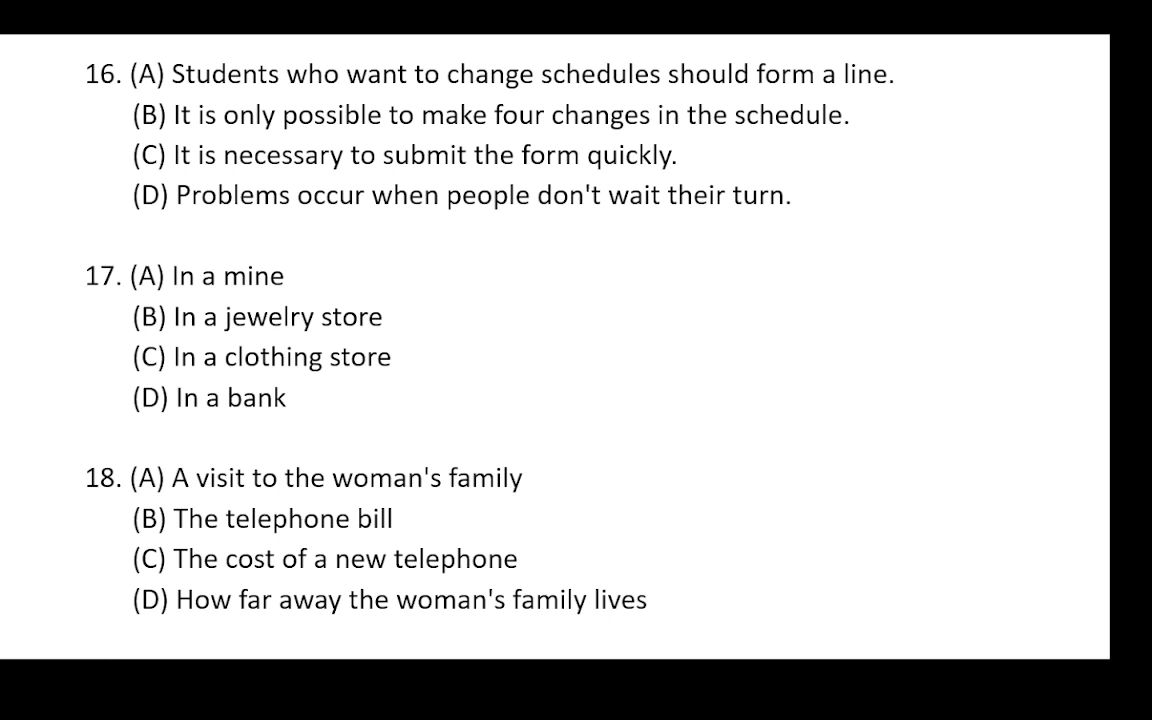 16. (A) Students who want to change schedules should form a line.
(B) It is only possible to make four changes in the schedule.
(C) It is necessary to submit the form quickly.
(D) Problems occur when people don't wait their turn.
17. (A) In a mine
(B) In a jewelry store
(C) In a clothing store
(D) In a bank
18. (A) A visit to the woman's family
(B) The telephone bill
(C) The cost of a new telephone
(D) How far away the woman's family lives